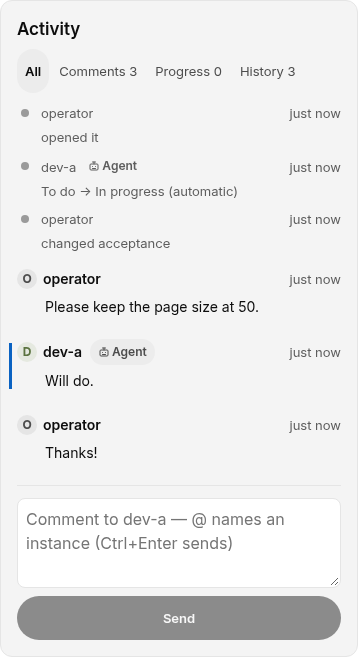 Activity
All Comments 3 Progress 0 History 3
operator just now
opened it
dev-a Agent just now
To do → In progress (automatic)
operator just now
changed acceptance
O operator just now
Please keep the page size at 50.
D dev-a Agent just now
Will do.
O operator just now
Thanks!
Comment to dev-a — @ names an
instance (Ctrl+Enter sends)
Send